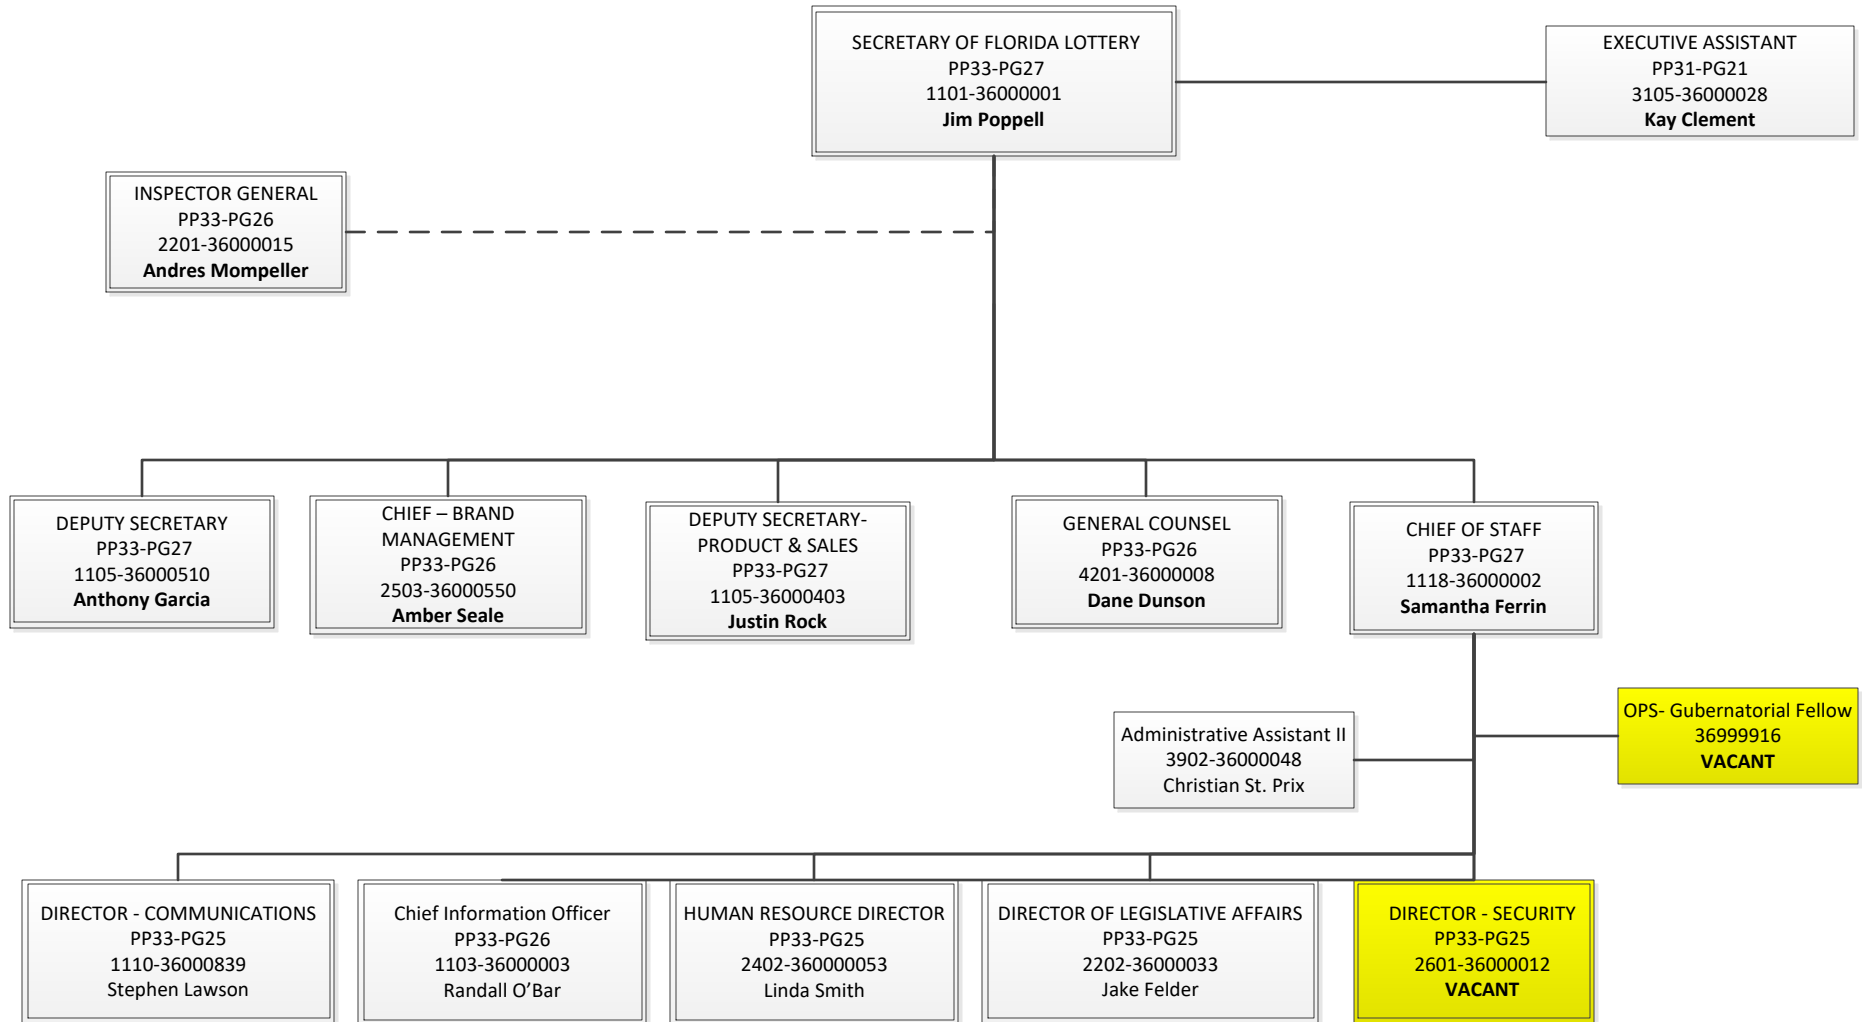 SECRETARY OF FLORIDA LOTTERY
PP33-PG27
1101-36000001
Jim Poppell
EXECUTIVE ASSISTANT
PP31-PG21
3105-36000028
Kay Clement
INSPECTOR GENERAL
PP33-PG26
2201-36000015
Andres Mompeller
DEPUTY SECRETARY
PP33-PG27
1105-36000510
Anthony Garcia
CHIEF – BRAND
MANAGEMENT
PP33-PG26
2503-36000550
Amber Seale
DEPUTY SECRETARY-
PRODUCT & SALES
PP33-PG27
1105-36000403
Justin Rock
GENERAL COUNSEL
PP33-PG26
4201-36000008
Dane Dunson
CHIEF OF STAFF
PP33-PG27
1118-36000002
Samantha Ferrin
Administrative Assistant II
3902-36000048
Christian St. Prix
OPS- Gubernatorial Fellow
36999916
VACANT
DIRECTOR - COMMUNICATIONS
PP33-PG25
1110-36000839
Stephen Lawson
Chief Information Officer
PP33-PG26
1103-36000003
Randall O’Bar
HUMAN RESOURCE DIRECTOR
PP33-PG25
2402-360000053
Linda Smith
DIRECTOR OF LEGISLATIVE AFFAIRS
PP33-PG25
2202-36000033
Jake Felder
DIRECTOR - SECURITY
PP33-PG25
2601-36000012
VACANT